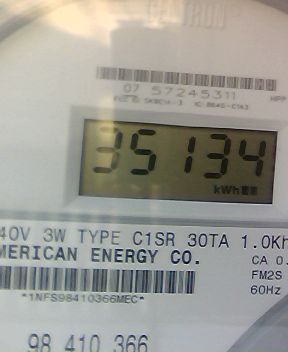 CENTRON
07 57245311
35134
kWh
40V 3W TYPE C1SR 30TA 1.0Kh
MERICAN ENERGY CO.
CA 0.
FM2S
60Hz
*1NFS98410366MEC*
98 410 366